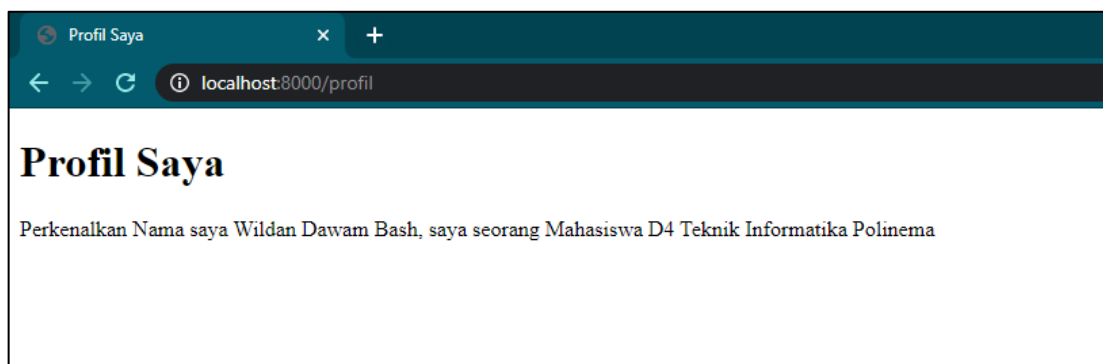 Profil Saya
localhost:8000/profil
Profil Saya
Perkenalkan Nama saya Wildan Dawam Bash, saya seorang Mahasiswa D4 Teknik Informatika Polinema